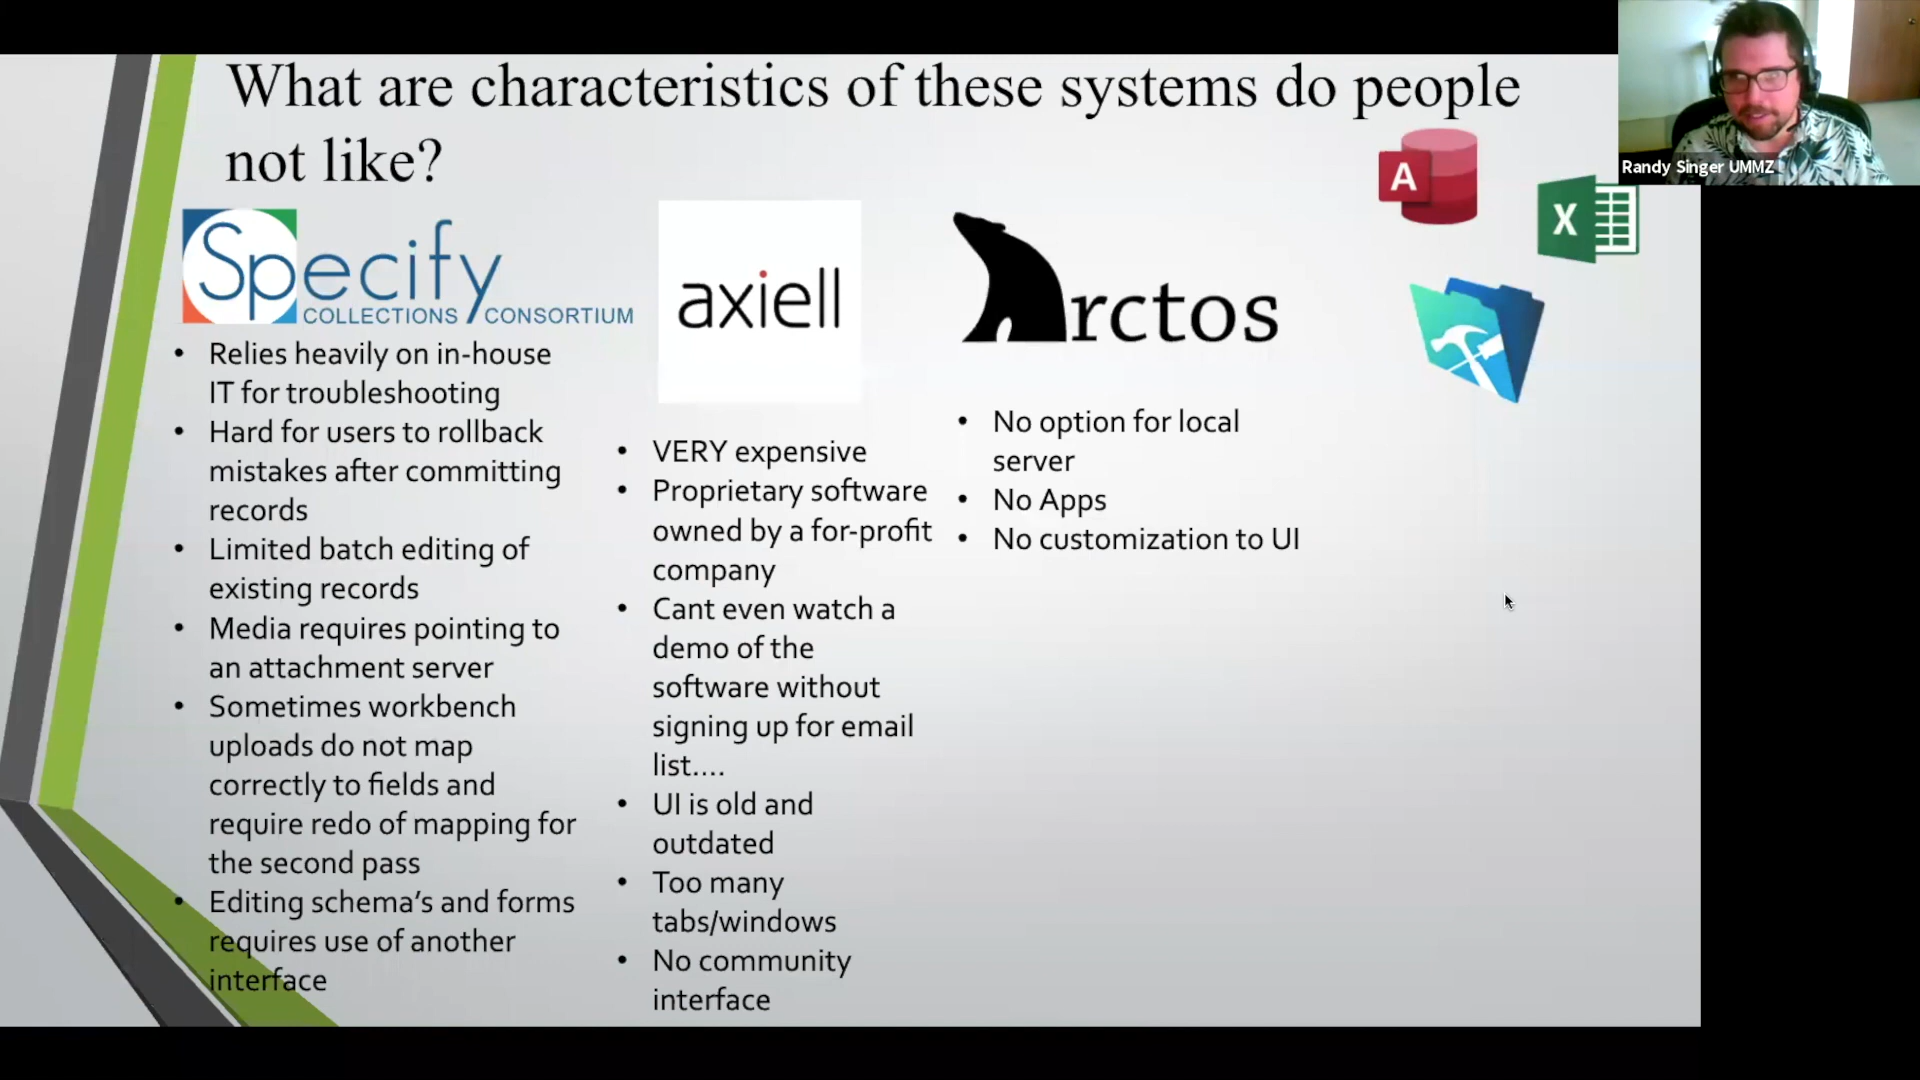 What are characteristics of these systems do people
not like?
Randy Singer UMMZ
A
X
Specify
COLLECTIONS CONSORTIUM
• Relies heavily on in-house
IT for troubleshooting
• Hard for users to rollback
mistakes after committing
records
• Limited batch editing of
existing records
• Media requires pointing to
an attachment server
• Sometimes workbench
uploads do not map
correctly to fields and
require redo of mapping for
the second pass
• Editing schema's and forms
requires use of another
interface
axiell
• VERY expensive
• Proprietary software
owned by a for-profit
company
• Cant even watch a
demo of the
software without
signing up for email
list....
• UI is old and
outdated
• Too many
tabs/windows
• No community
interface
Arctos
• No option for local
server
• No Apps
• No customization to UI